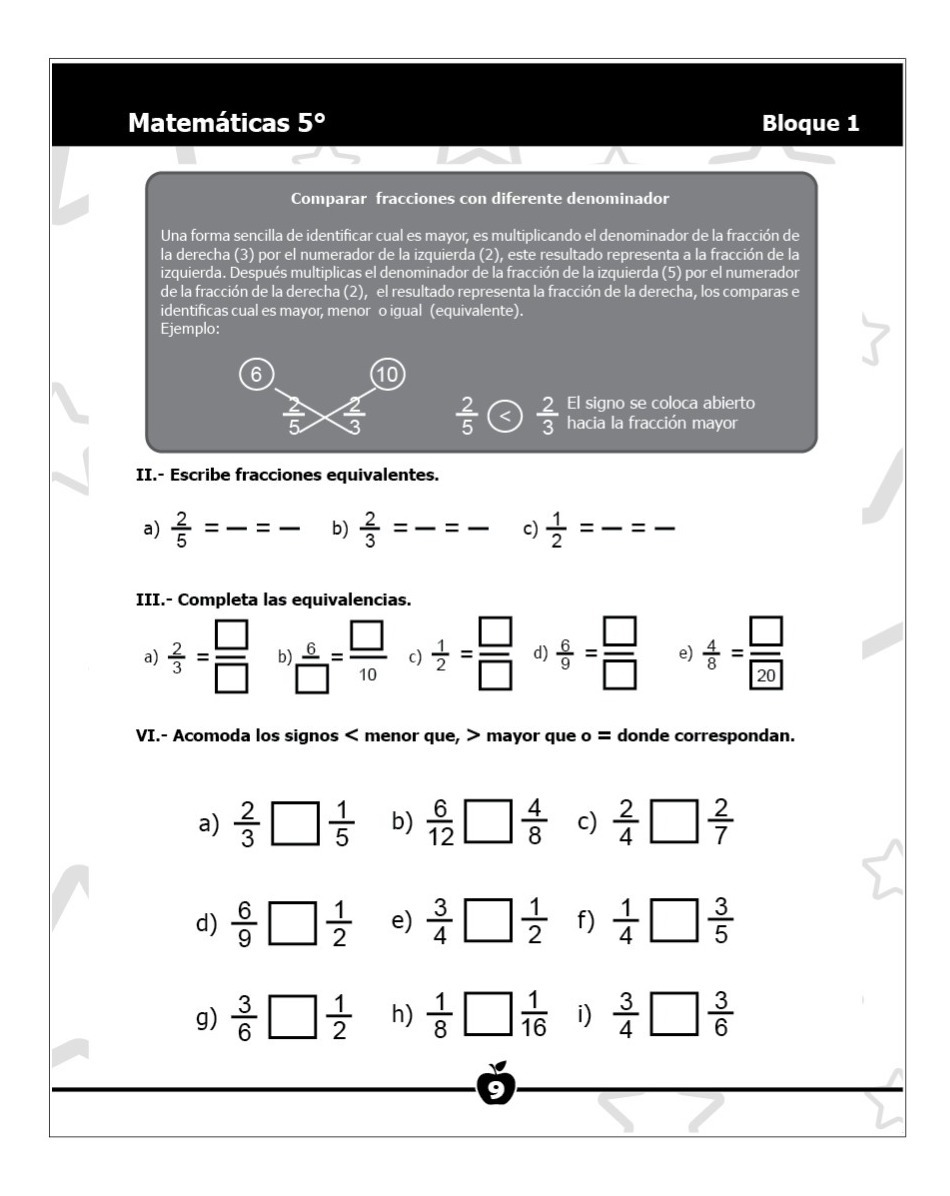 Matemáticas 5° Bloque 1
Comparar fracciones con diferente denominador
Una forma sencilla de identificar cual es mayor, es multiplicando el denominador de la fracción de
la derecha (3) por el numerador de la izquierda (2), este resultado representa a la fracción de la
izquierda. Después multiplicas el denominador de la fracción de la izquierda (5) por el numerador
de la fracción de la derecha (2), el resultado representa la fracción de la derecha, los comparas e
identificas cual es mayor, menor o igual (equivalente).
Ejemplo:
6 10
2/5 2/3 2/5 < 2/3 El signo se coloca abierto
hacia la fracción mayor
II.- Escribe fracciones equivalentes.
a) 2/5 = — = — b) 2/3 = — = — c) 1/2 = — = —
III.- Completa las equivalencias.
a) 2/3 = □/□ b) 6/□ = □/10 c) 1/2 = □/□ d) 6/9 = □/□ e) 4/8 = □/20
VI.- Acomoda los signos < menor que, > mayor que o = donde correspondan.
a) 2/3 □ 1/5 b) 6/12 □ 4/8 c) 2/4 □ 2/7
d) 6/9 □ 1/2 e) 3/4 □ 1/2 f) 1/4 □ 3/5
g) 3/6 □ 1/2 h) 1/8 □ 1/16 i) 3/4 □ 3/6
9